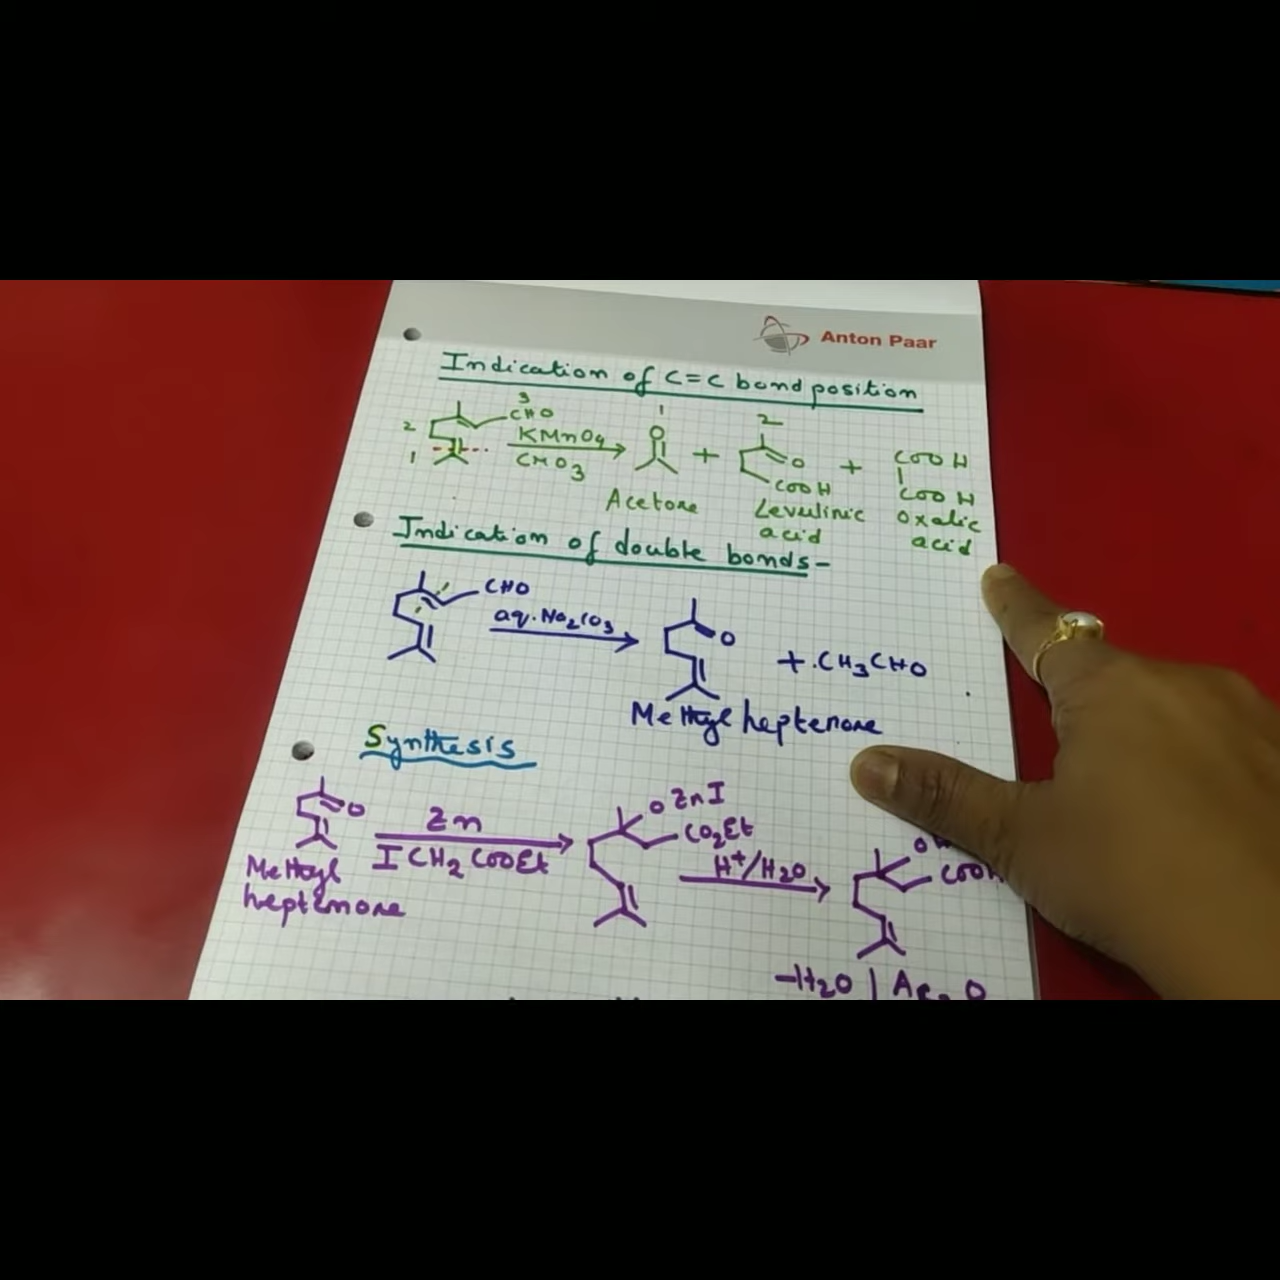 Anton Paar
Indication of C=C bond position
3
CHO
2
1
KMnO4
CrO3
1
O
+
2
O
COOH
+
COOH
COOH
Acetone
Levulinic acid
Oxalic acid
Indication of double bonds-
CHO
aq. Na2CO3
O
+ .CH3CHO
Methyl heptenone
Synthesis
O
Zn
ICH2COOEt
Methyl
heptenone
OZnI
CO2Et
H+/H2O
-H2O